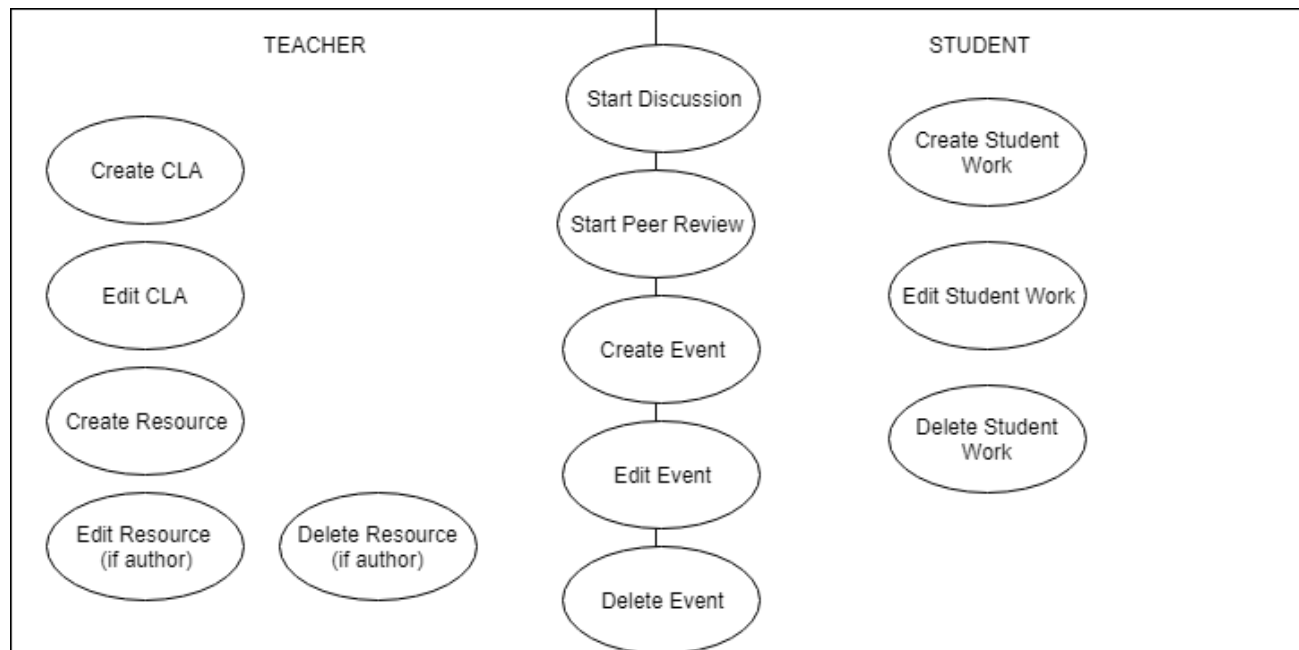 TEACHER
STUDENT
Start Discussion
Create CLA
Create Student
Work
Start Peer Review
Edit CLA
Edit Student Work
Create Event
Create Resource
Delete Student
Work
Edit Event
Edit Resource
(if author)
Delete Resource
(if author)
Delete Event